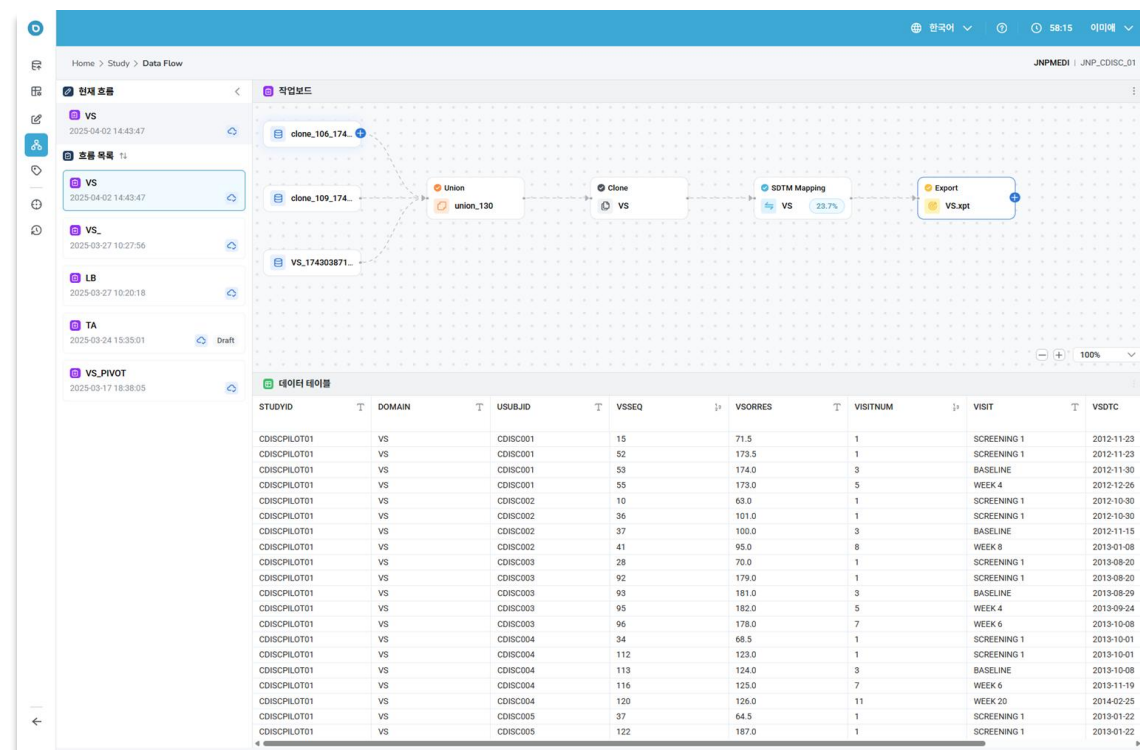 한국어 58:15 이미애
Home > Study > Data Flow JNPMEDI | JNP_CDISC_01
현재 흐름
VS
2025-04-02 14:43:47
흐름 목록
VS
2025-04-02 14:43:47
VS_
2025-03-27 10:27:56
LB
2025-03-27 10:20:18
TA
2025-03-24 15:35:01 Draft
VS_PIVOT
2025-03-17 18:38:05
작업보드
clone_106_174...
clone_109_174...
VS_174303871...
Union
union_130
Clone
VS
SDTM Mapping
VS 23.7%
Export
VS.xpt
100%
데이터 테이블
STUDYID DOMAIN USUBJID VSSEQ VSORRES VISITNUM VISIT VSDTC
CDISCPILOT01 VS CDISC001 15 71.5 1 SCREENING 1 2012-11-23
CDISCPILOT01 VS CDISC001 52 173.5 1 SCREENING 1 2012-11-23
CDISCPILOT01 VS CDISC001 53 174.0 3 BASELINE 2012-11-30
CDISCPILOT01 VS CDISC001 55 173.0 5 WEEK 4 2012-12-26
CDISCPILOT01 VS CDISC002 10 63.0 1 SCREENING 1 2012-10-30
CDISCPILOT01 VS CDISC002 36 101.0 1 SCREENING 1 2012-10-30
CDISCPILOT01 VS CDISC002 37 100.0 3 BASELINE 2012-11-15
CDISCPILOT01 VS CDISC002 41 95.0 8 WEEK 8 2013-01-08
CDISCPILOT01 VS CDISC003 28 70.0 1 SCREENING 1 2013-08-20
CDISCPILOT01 VS CDISC003 92 179.0 1 SCREENING 1 2013-08-20
CDISCPILOT01 VS CDISC003 93 181.0 3 BASELINE 2013-08-29
CDISCPILOT01 VS CDISC003 95 182.0 5 WEEK 4 2013-09-24
CDISCPILOT01 VS CDISC003 96 178.0 7 WEEK 6 2013-10-08
CDISCPILOT01 VS CDISC004 34 68.5 1 SCREENING 1 2013-10-01
CDISCPILOT01 VS CDISC004 112 123.0 1 SCREENING 1 2013-10-01
CDISCPILOT01 VS CDISC004 113 124.0 3 BASELINE 2013-10-08
CDISCPILOT01 VS CDISC004 116 125.0 7 WEEK 6 2013-11-19
CDISCPILOT01 VS CDISC004 120 126.0 11 WEEK 20 2014-02-25
CDISCPILOT01 VS CDISC005 37 64.5 1 SCREENING 1 2013-01-22
CDISCPILOT01 VS CDISC005 122 187.0 1 SCREENING 1 2013-01-22